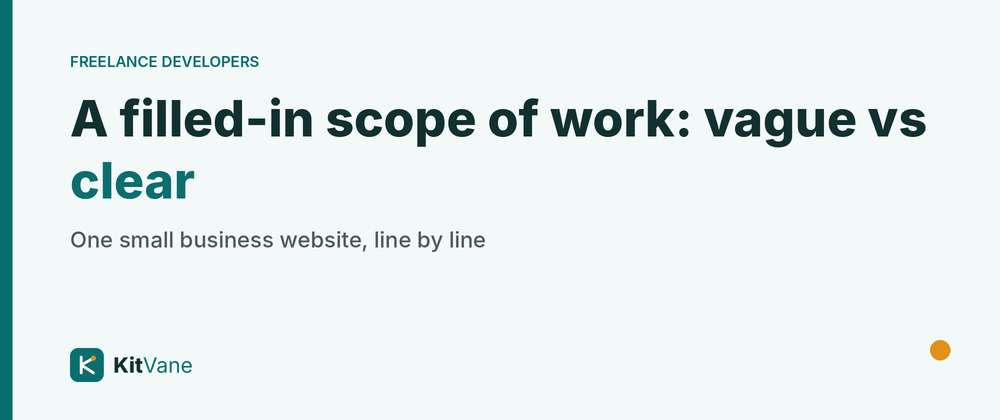 FREELANCE DEVELOPERS
A filled-in scope of work: vague vs
clear
One small business website, line by line
KitVane